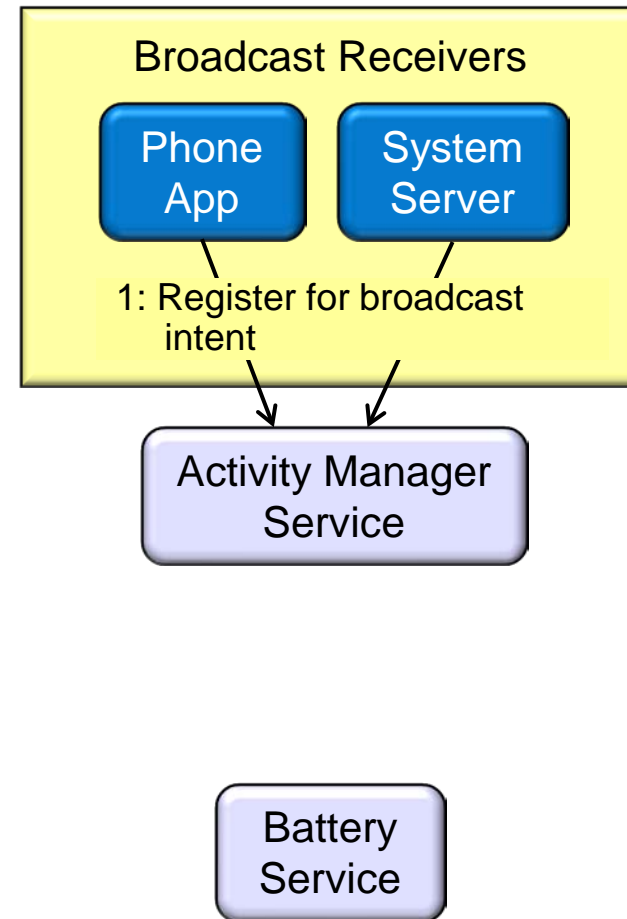 Broadcast Receivers
Phone
App
System
Server
1: Register for broadcast
intent
Activity Manager
Service
Battery
Service